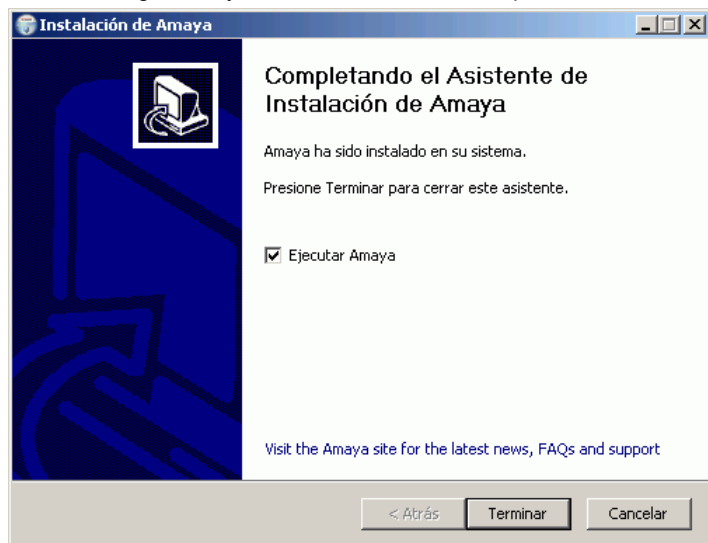 Instalación de Amaya
Completando el Asistente de
Instalación de Amaya
Amaya ha sido instalado en su sistema.
Presione Terminar para cerrar este asistente.
Ejecutar Amaya
Visit the Amaya site for the latest news, FAQs and support
< Atrás
Terminar
Cancelar